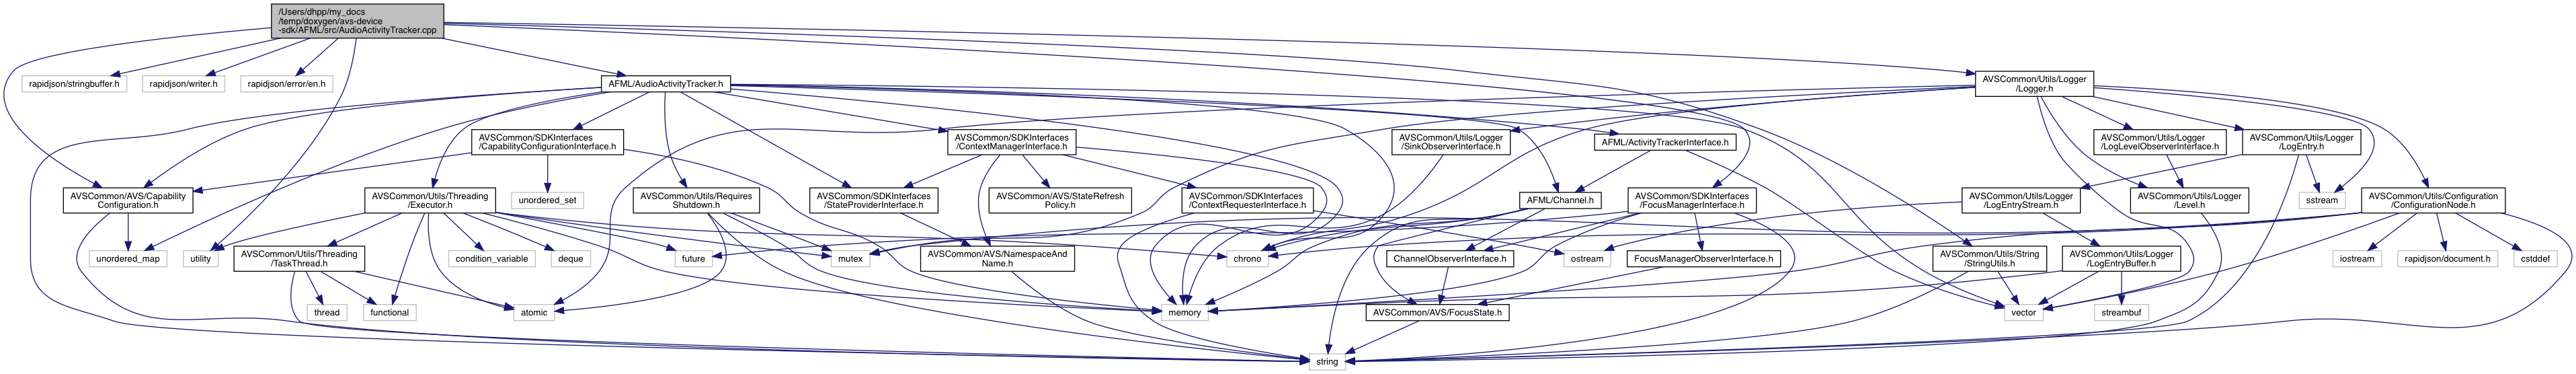 /Users/dhpp/my_docs
/temp/doxygen/avs-device
-sdk/AFML/src/AudioActivityTracker.cpp
rapidjson/stringbuffer.h
rapidjson/writer.h
rapidjson/error/en.h
AFML/AudioActivityTracker.h
AVSCommon/Utils/Logger
/Logger.h
AVSCommon/SDKInterfaces
/CapabilityConfigurationInterface.h
AVSCommon/SDKInterfaces
/ContextManagerInterface.h
AVSCommon/Utils/Logger
/SinkObserverInterface.h
AFML/ActivityTrackerInterface.h
AVSCommon/Utils/Logger
/LogLevelObserverInterface.h
AVSCommon/Utils/Logger
/LogEntry.h
AVSCommon/AVS/Capability
Configuration.h
AVSCommon/Utils/Threading
/Executor.h
unordered_set
AVSCommon/Utils/Requires
Shutdown.h
AVSCommon/SDKInterfaces
/StateProviderInterface.h
AVSCommon/AVS/StateRefresh
Policy.h
AVSCommon/SDKInterfaces
/ContextRequesterInterface.h
AFML/Channel.h
AVSCommon/SDKInterfaces
/FocusManagerInterface.h
AVSCommon/Utils/Logger
/LogEntryStream.h
AVSCommon/Utils/Logger
/Level.h
sstream
AVSCommon/Utils/Configuration
/ConfigurationNode.h
unordered_map
utility
AVSCommon/Utils/Threading
/TaskThread.h
condition_variable
deque
future
mutex
AVSCommon/AVS/NamespaceAnd
Name.h
chrono
ChannelObserverInterface.h
ostream
FocusManagerObserverInterface.h
AVSCommon/Utils/String
/StringUtils.h
AVSCommon/Utils/Logger
/LogEntryBuffer.h
iostream
rapidjson/document.h
cstddef
thread
functional
atomic
memory
AVSCommon/AVS/FocusState.h
vector
streambuf
string